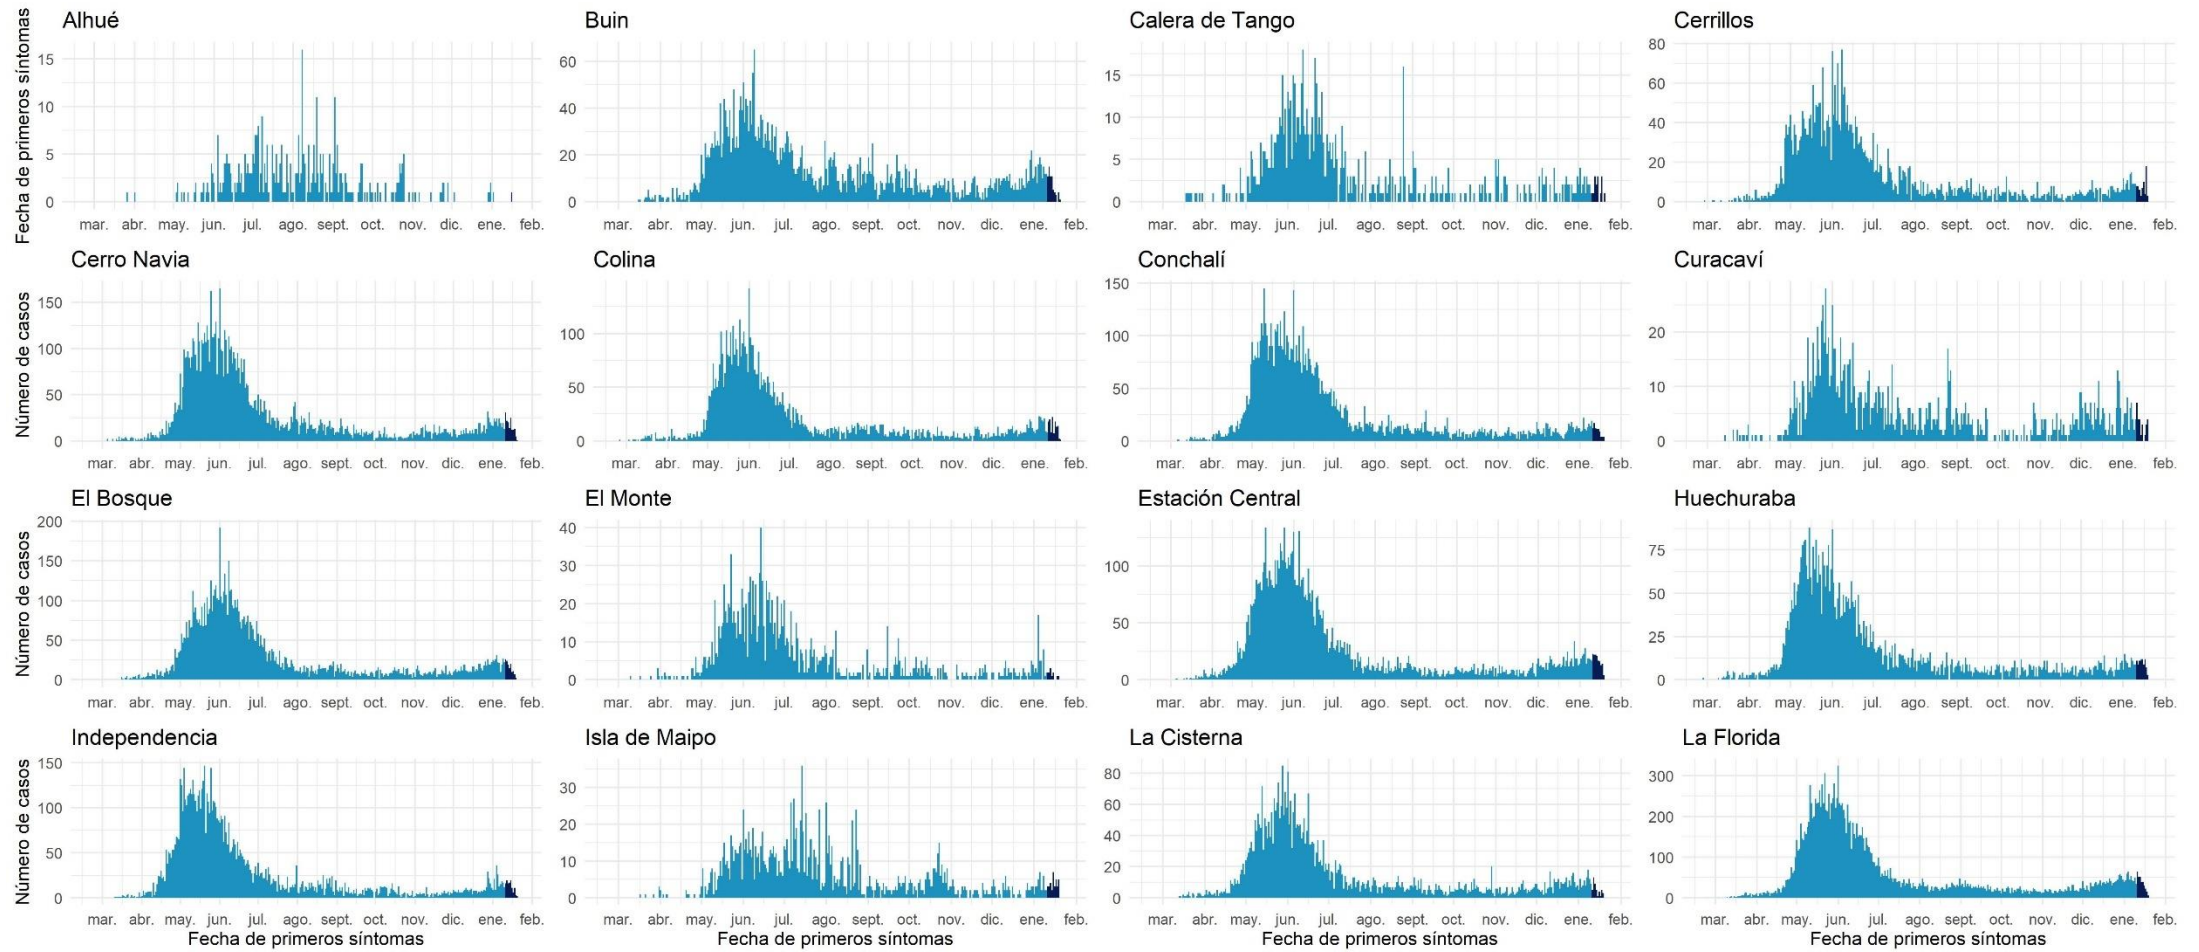 Alhué
Buin
Calera de Tango
Cerrillos
Fecha de primeros síntomas
15
10
5
0
60
40
20
0
15
10
5
0
80
60
40
20
0
mar. abr. may. jun. jul. ago. sept. oct. nov. dic. ene. feb.
mar. abr. may. jun. jul. ago. sept. oct. nov. dic. ene. feb.
mar. abr. may. jun. jul. ago. sept. oct. nov. dic. ene. feb.
mar. abr. may. jun. jul. ago. sept. oct. nov. dic. ene. feb.
Cerro Navia
Colina
Conchalí
Curacaví
Número de casos
150
100
50
0
100
50
0
150
100
50
0
20
10
0
mar. abr. may. jun. jul. ago. sept. oct. nov. dic. ene. feb.
mar. abr. may. jun. jul. ago. sept. oct. nov. dic. ene. feb.
mar. abr. may. jun. jul. ago. sept. oct. nov. dic. ene. feb.
mar. abr. may. jun. jul. ago. sept. oct. nov. dic. ene. feb.
El Bosque
El Monte
Estación Central
Huechuraba
Número de casos
200
150
100
50
0
40
30
20
10
0
100
50
0
75
50
25
0
mar. abr. may. jun. jul. ago. sept. oct. nov. dic. ene. feb.
mar. abr. may. jun. jul. ago. sept. oct. nov. dic. ene. feb.
mar. abr. may. jun. jul. ago. sept. oct. nov. dic. ene. feb.
mar. abr. may. jun. jul. ago. sept. oct. nov. dic. ene. feb.
Independencia
Isla de Maipo
La Cisterna
La Florida
Número de casos
150
100
50
0
30
20
10
0
80
60
40
20
0
300
200
100
0
mar. abr. may. jun. jul. ago. sept. oct. nov. dic. ene. feb.
mar. abr. may. jun. jul. ago. sept. oct. nov. dic. ene. feb.
mar. abr. may. jun. jul. ago. sept. oct. nov. dic. ene. feb.
mar. abr. may. jun. jul. ago. sept. oct. nov. dic. ene. feb.
Fecha de primeros síntomas
Fecha de primeros síntomas
Fecha de primeros síntomas
Fecha de primeros síntomas